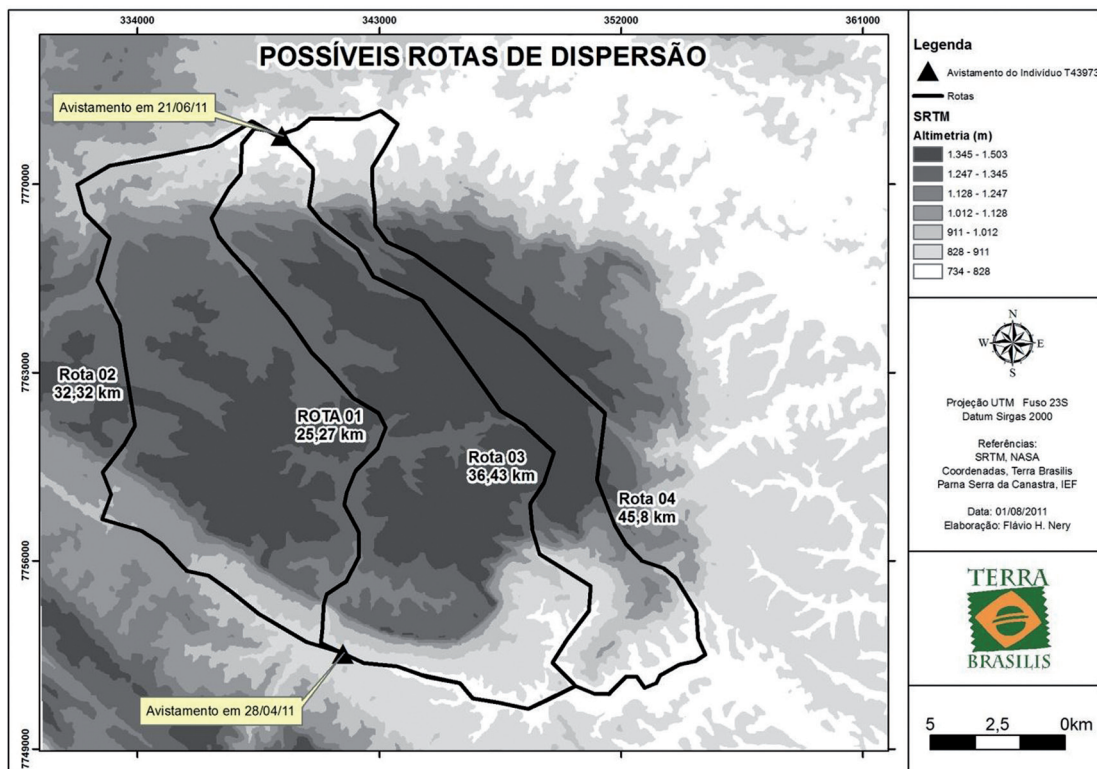 334000
343000
352000
361000
POSSÍVEIS ROTAS DE DISPERSÃO
Avistamento em 21/06/11
7770000
7763000
7756000
7749000
Rota 02
32,32 km
ROTA 01
25,27 km
Rota 03
36,43 km
Rota 04
45,8 km
Avistamento em 28/04/11
Legenda
Avistamento do Indivíduo T43973
Rotas
SRTM
Altimetria (m)
1.345 - 1.503
1.247 - 1.345
1.128 - 1.247
1.012 - 1.128
911 - 1.012
828 - 911
734 - 828
N
W E
S
Projeção UTM Fuso 23S
Datum Sirgas 2000
Referências:
SRTM, NASA
Coordenadas, Terra Brasilis
Parna Serra da Canastra, IEF
Data: 01/08/2011
Elaboração: Flávio H. Nery
TERRA
BRASILIS
5 2,5 0km